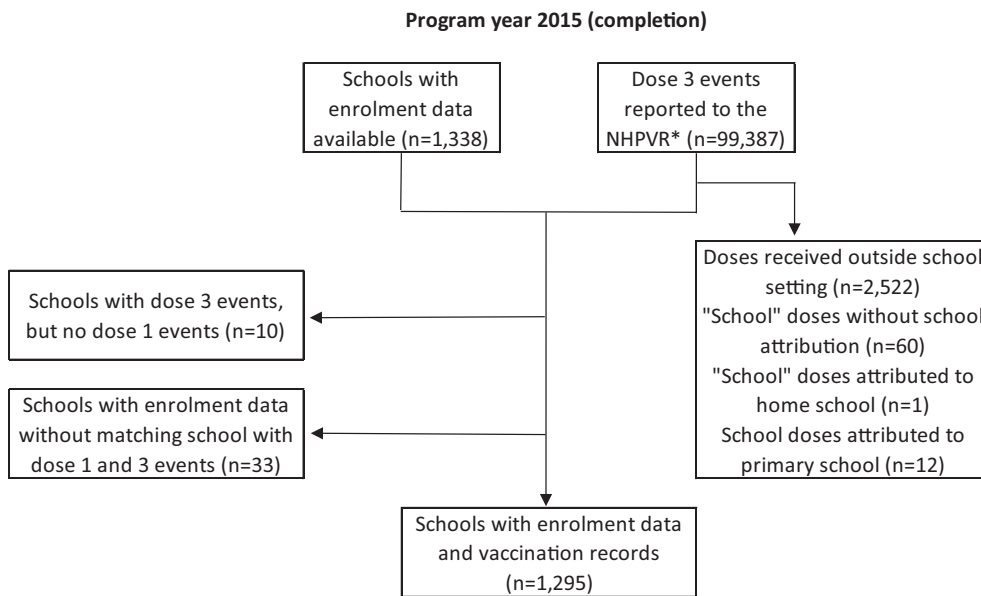 Program year 2015 (completion)
Schools with
enrolment data
available (n=1,338)
Dose 3 events
reported to the
NHPVR* (n=99,387)
Doses received outside school
setting (n=2,522)
"School" doses without school
attribution (n=60)
"School" doses attributed to
home school (n=1)
School doses attributed to
primary school (n=12)
Schools with dose 3 events,
but no dose 1 events (n=10)
Schools with enrolment data
without matching school with
dose 1 and 3 events (n=33)
Schools with enrolment data
and vaccination records
(n=1,295)